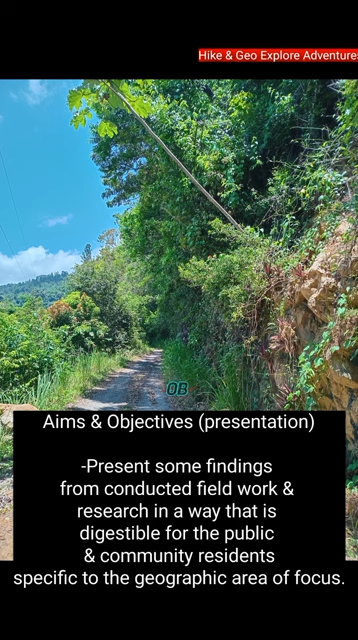 Hike & Geo Explore Adventures
OB
Aims & Objectives (presentation)
-Present some findings
from conducted field work &
research in a way that is
digestible for the public
& community residents
specific to the geographic area of focus.